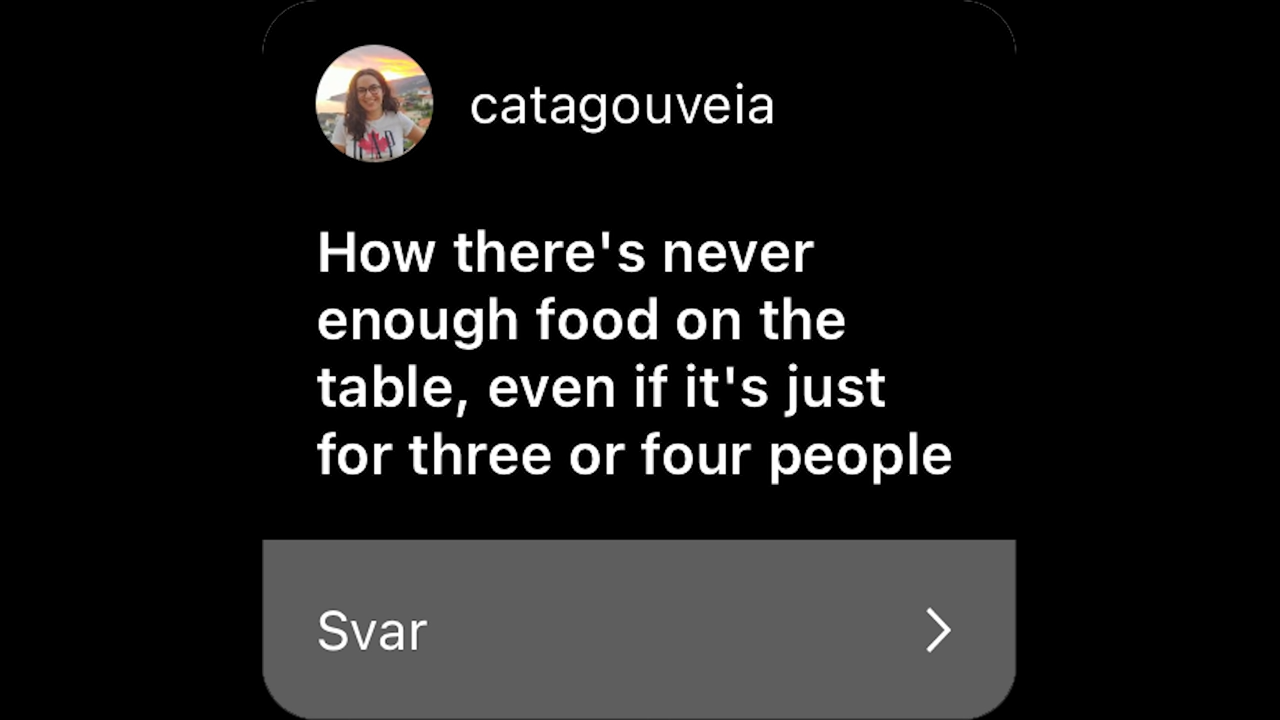 catagouveia
How there's never
enough food on the
table, even if it's just
for three or four people
Svar